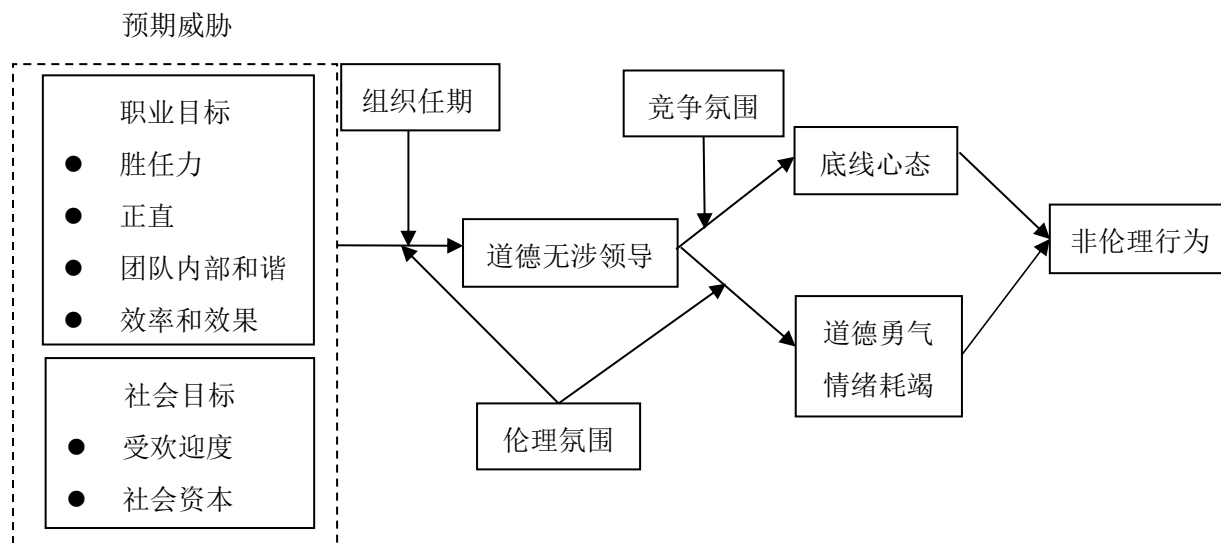 预期威胁
职业目标
● 胜任力
● 正直
● 团队内部和谐
● 效率和效果
社会目标
● 受欢迎度
● 社会资本
组织任期
道德无涉领导
竞争氛围
伦理氛围
底线心态
道德勇气
情绪耗竭
非伦理行为